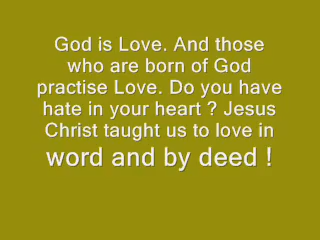 God is Love. And those
who are born of God
practise Love. Do you have
hate in your heart ? Jesus
Christ taught us to love in
word and by deed !